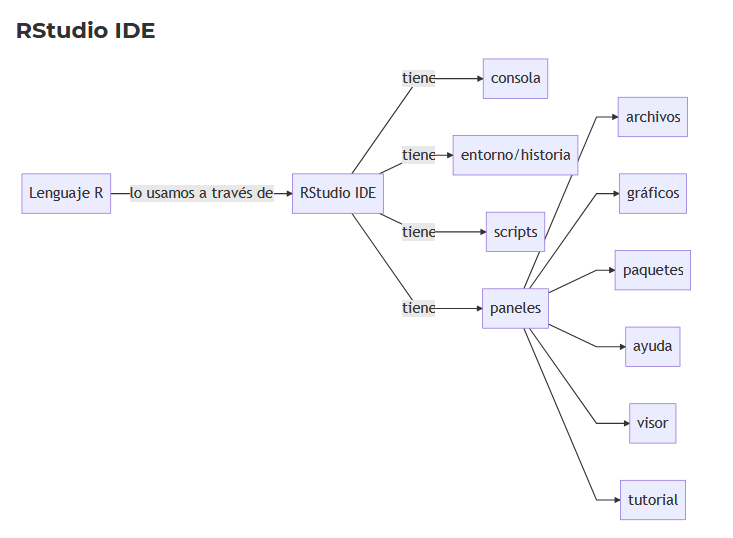 RStudio IDE
Lenguaje R
lo usamos a través de
RStudio IDE
tiene
consola
tiene
entorno/historia
tiene
scripts
tiene
paneles
archivos
gráficos
paquetes
ayuda
visor
tutorial